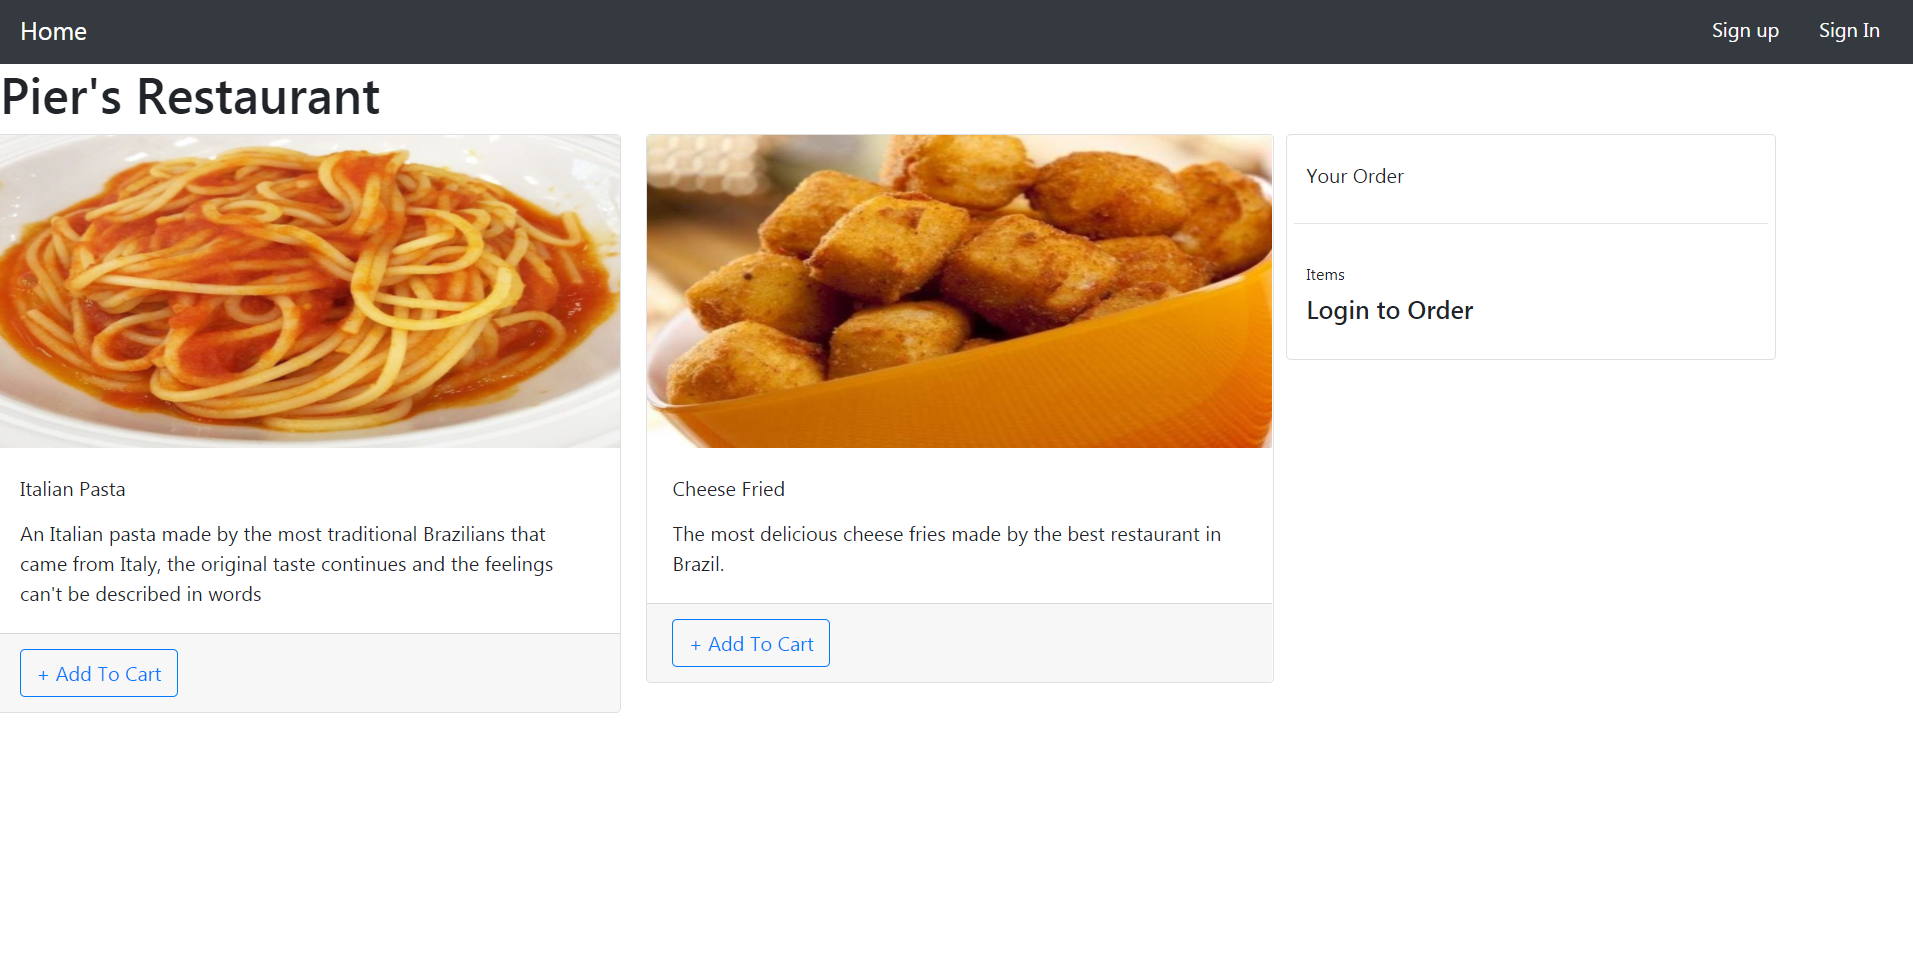 Home
Sign up
Sign In
Pier's Restaurant
Italian Pasta
An Italian pasta made by the most traditional Brazilians that
came from Italy, the original taste continues and the feelings
can't be described in words
+ Add To Cart
Cheese Fried
The most delicious cheese fries made by the best restaurant in
Brazil.
+ Add To Cart
Your Order
Items
Login to Order